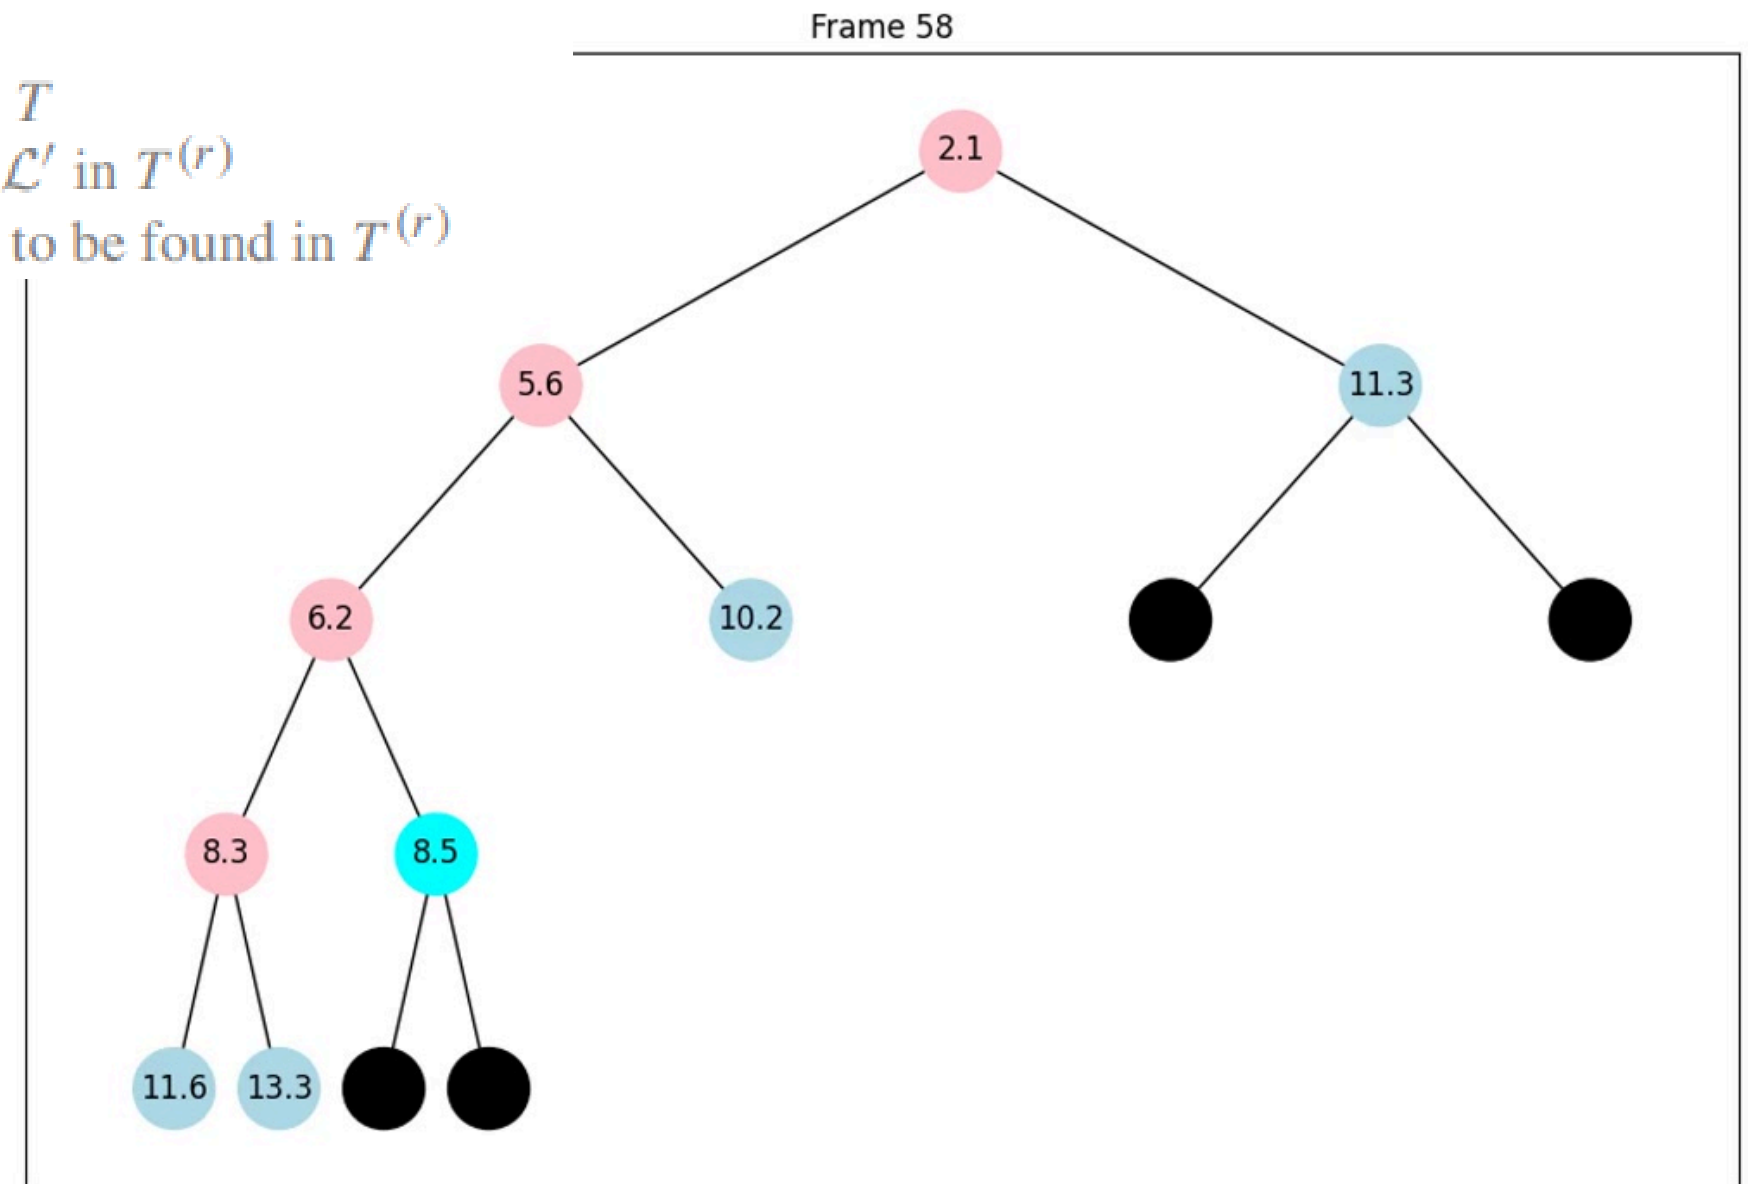 Frame 58
T
ℒ′ in T^(r)
to be found in T^(r)
2.1
5.6
11.3
6.2
10.2
8.3
8.5
11.6
13.3